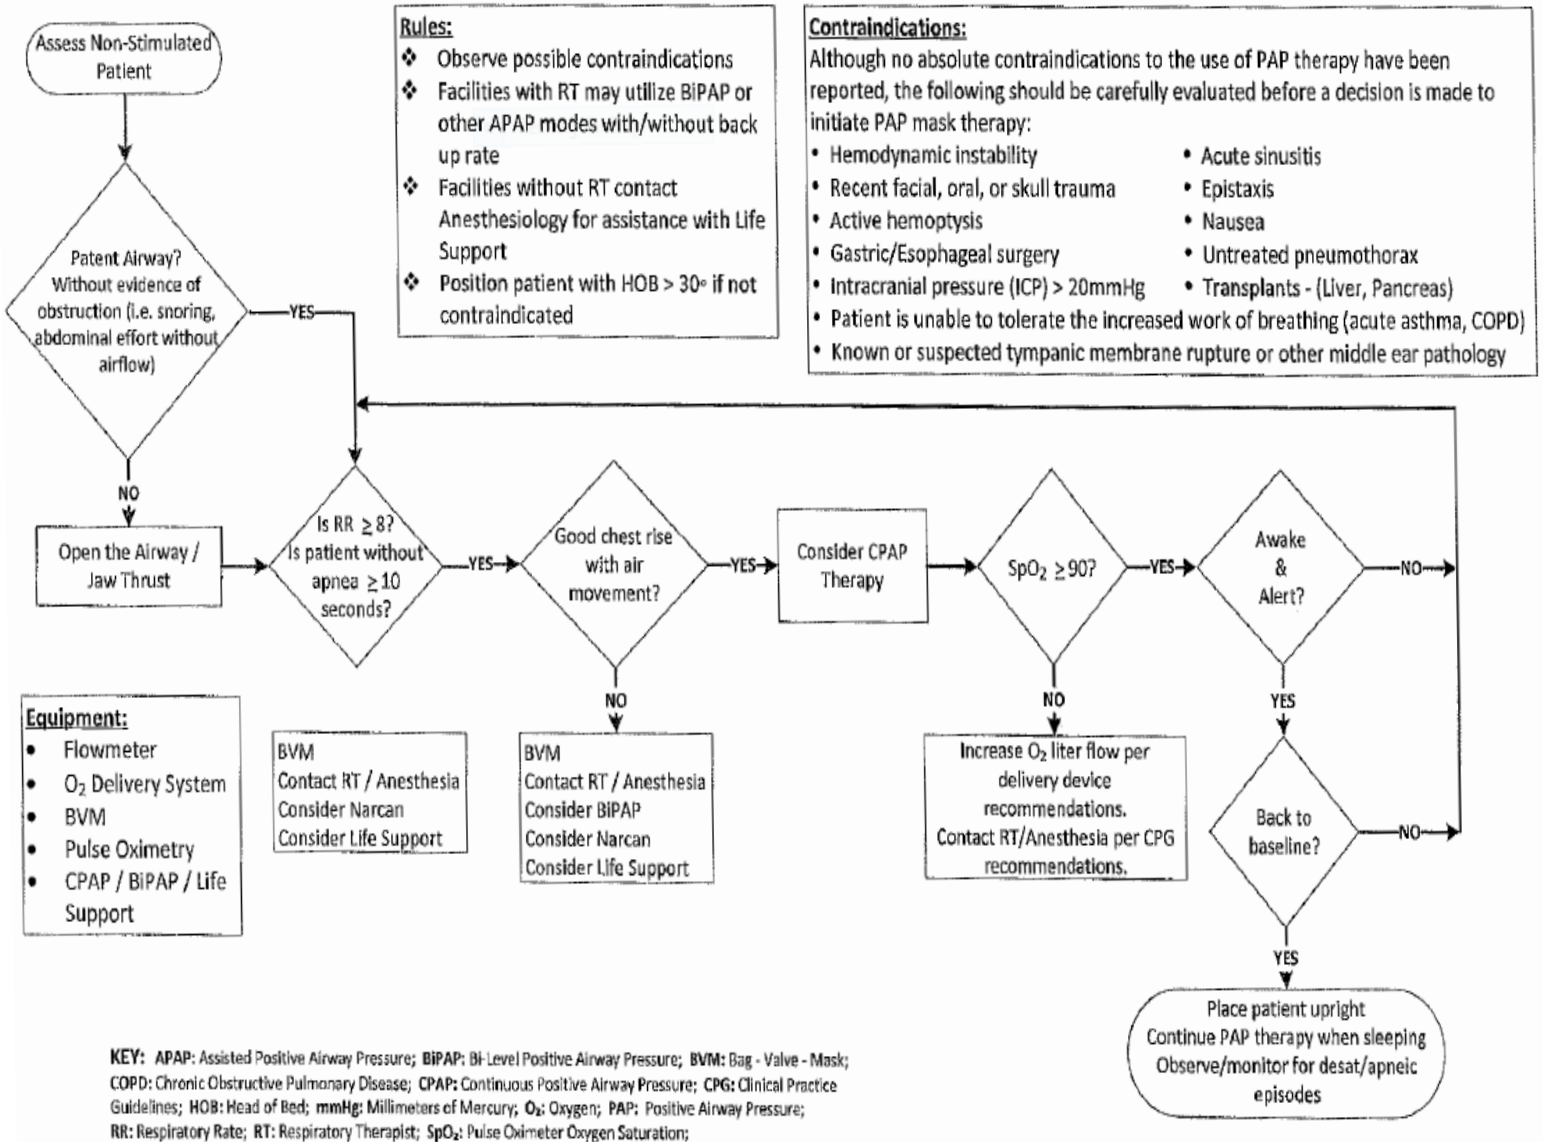 Assess Non-Stimulated
Patient
Rules:
❖ Observe possible contraindications
❖ Facilities with RT may utilize BiPAP or
other APAP modes with/without back
up rate
❖ Facilities without RT contact
Anesthesiology for assistance with Life
Support
❖ Position patient with HOB > 30° if not
contraindicated
Contraindications:
Although no absolute contraindications to the use of PAP therapy have been
reported, the following should be carefully evaluated before a decision is made to
initiate PAP mask therapy:
• Hemodynamic instability
• Recent facial, oral, or skull trauma
• Active hemoptysis
• Gastric/Esophageal surgery
• Intracranial pressure (ICP) > 20mmHg
• Acute sinusitis
• Epistaxis
• Nausea
• Untreated pneumothorax
• Transplants - (Liver, Pancreas)
• Patient is unable to tolerate the increased work of breathing (acute asthma, COPD)
• Known or suspected tympanic membrane rupture or other middle ear pathology
Patent Airway?
Without evidence of
obstruction (i.e. snoring,
abdominal effort without
airflow)
YES
NO
Open the Airway /
Jaw Thrust
Is RR ≥ 8?
Is patient without
apnea ≥ 10
seconds?
YES
Good chest rise
with air
movement?
YES
Consider CPAP
Therapy
SpO₂ ≥ 90?
YES
Awake
&
Alert?
NO
NO
NO
YES
Equipment:
• Flowmeter
• O₂ Delivery System
• BVM
• Pulse Oximetry
• CPAP / BiPAP / Life
Support
BVM
Contact RT / Anesthesia
Consider Narcan
Consider Life Support
BVM
Contact RT / Anesthesia
Consider BiPAP
Consider Narcan
Consider Life Support
Increase O₂ liter flow per
delivery device
recommendations.
Contact RT/Anesthesia per CPG
recommendations.
Back to
baseline?
NO
YES
Place patient upright
Continue PAP therapy when sleeping
Observe/monitor for desat/apneic
episodes
KEY: APAP: Assisted Positive Airway Pressure; BiPAP: Bi-Level Positive Airway Pressure; BVM: Bag - Valve - Mask;
COPD: Chronic Obstructive Pulmonary Disease; CPAP: Continuous Positive Airway Pressure; CPG: Clinical Practice
Guidelines; HOB: Head of Bed; mmHg: Millimeters of Mercury; O₂: Oxygen; PAP: Positive Airway Pressure;
RR: Respiratory Rate; RT: Respiratory Therapist; SpO₂: Pulse Oximeter Oxygen Saturation;